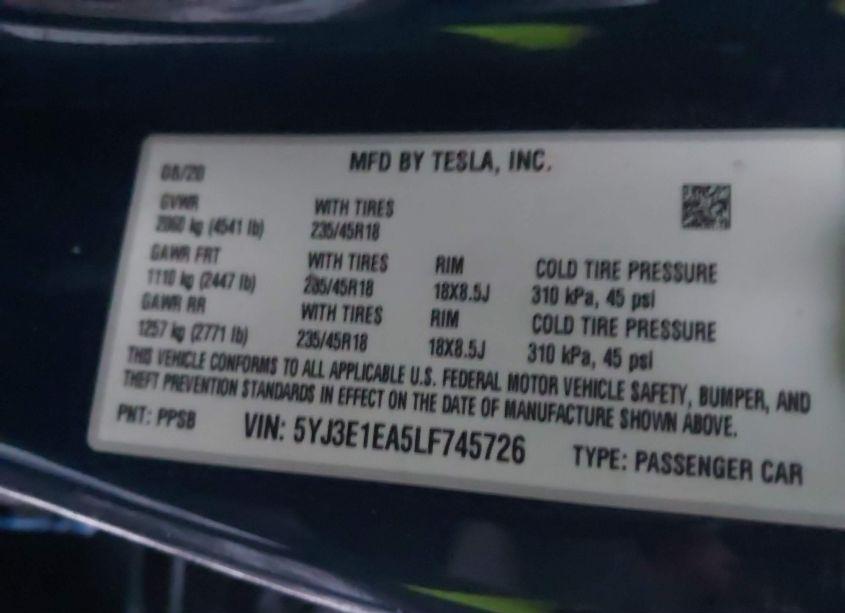 08/20 MFD BY TESLA, INC.
GVWR WITH TIRES
2060 kg (4541 lb) 235/45R18
GAWR FRT WITH TIRES RIM COLD TIRE PRESSURE
1110 kg (2447 lb) 235/45R18 18X8.5J 310 kPa, 45 psi
GAWR RR WITH TIRES RIM COLD TIRE PRESSURE
1257 kg (2771 lb) 235/45R18 18X8.5J 310 kPa, 45 psi
THIS VEHICLE CONFORMS TO ALL APPLICABLE U.S. FEDERAL MOTOR VEHICLE SAFETY, BUMPER, AND
THEFT PREVENTION STANDARDS IN EFFECT ON THE DATE OF MANUFACTURE SHOWN ABOVE.
PNT: PPSB VIN: 5YJ3E1EA5LF745726 TYPE: PASSENGER CAR